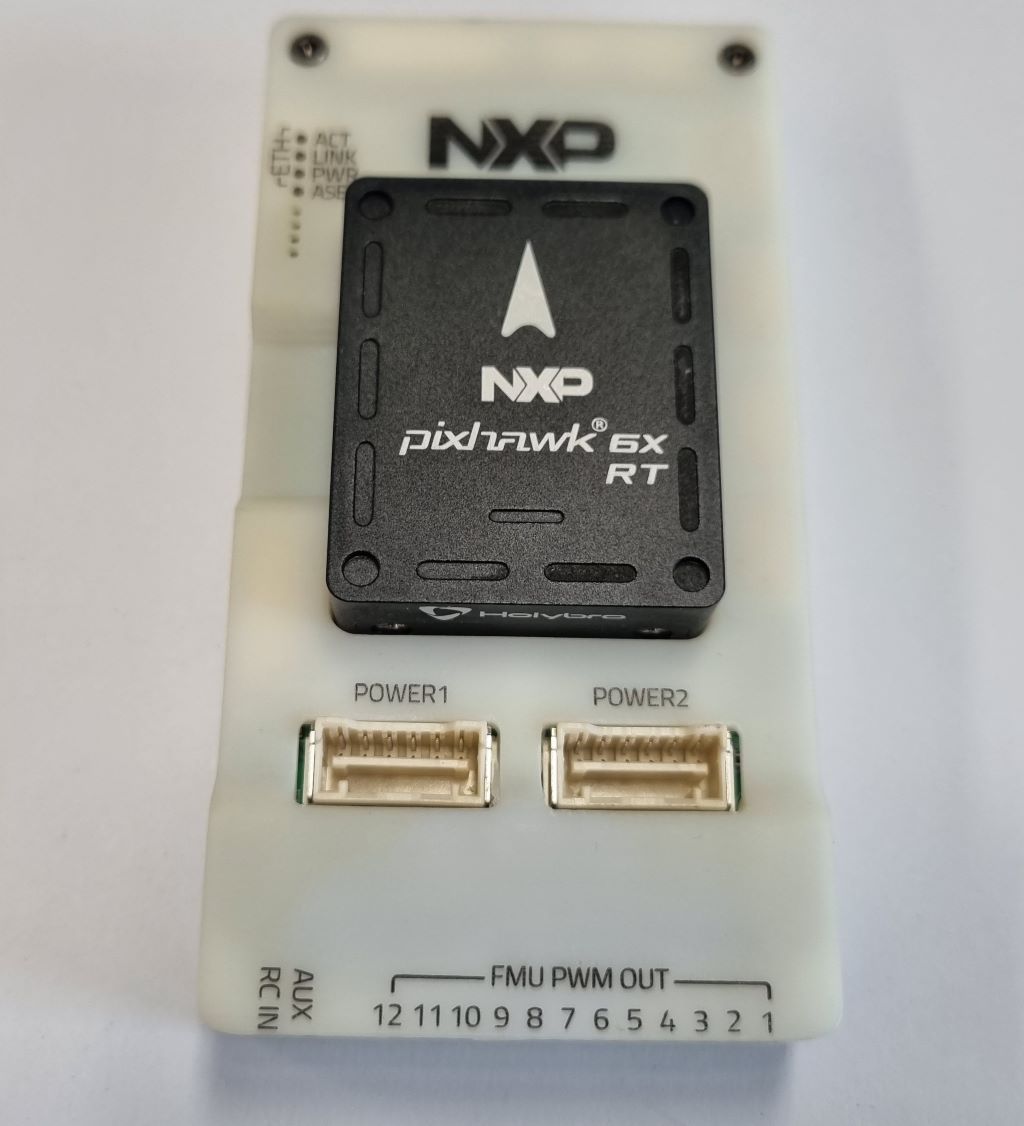 NXP
ETH
ACT
LINK
PWR
NXP
pixhawk® 6X
RT
Holybro
POWER1
POWER2
AUX
RC IN
FMU PWM OUT
12 11 10 9 8 7 6 5 4 3 2 1